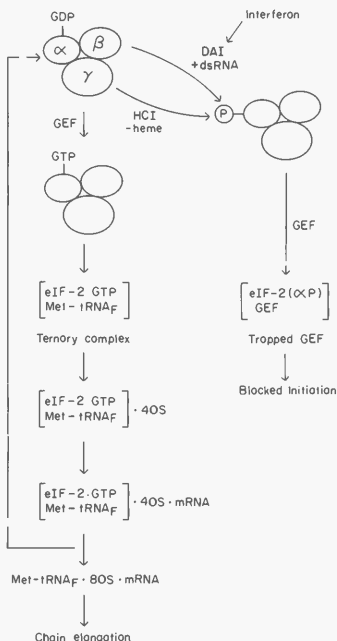 GDP
α
β
γ
Interferon
DAI
+dsRNA
HCI
-heme
P
GEF
GTP
GEF
eIF-2 GTP
Met-tRNAF
Ternary complex
eIF-2(αP)
GEF
Tropped GEF
Blocked Initiation
eIF-2 GTP
Met-tRNAF
·40S
eIF-2·GTP
Met-tRNAF
·40S·mRNA
Met-tRNAF·80S·mRNA
Chain elongation